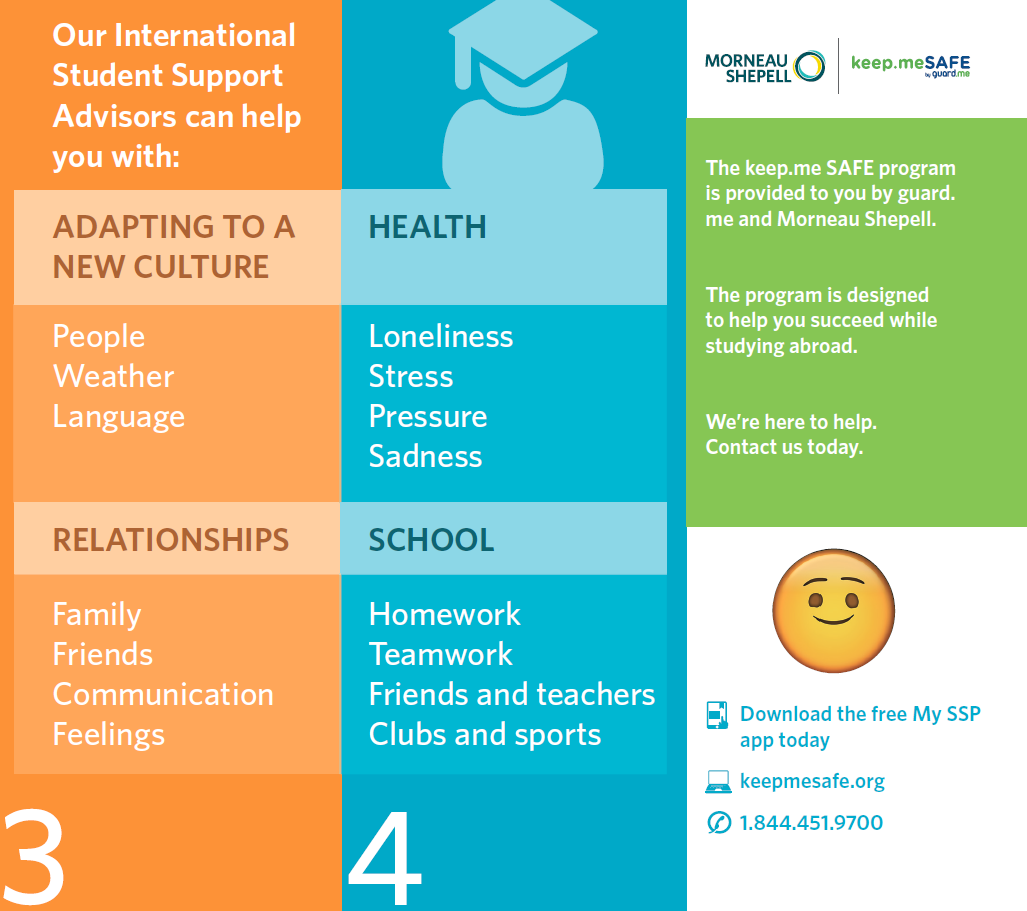 Our International
Student Support
Advisors can help
you with:
ADAPTING TO A
NEW CULTURE
People
Weather
Language
RELATIONSHIPS
Family
Friends
Communication
Feelings
3
HEALTH
Loneliness
Stress
Pressure
Sadness
SCHOOL
Homework
Teamwork
Friends and teachers
Clubs and sports
4
MORNEAU
SHEPELL
keep.meSAFE
by guard.me
The keep.me SAFE program
is provided to you by guard.
me and Morneau Shepell.
The program is designed
to help you succeed while
studying abroad.
We’re here to help.
Contact us today.
Download the free My SSP
app today
keepmesafe.org
1.844.451.9700